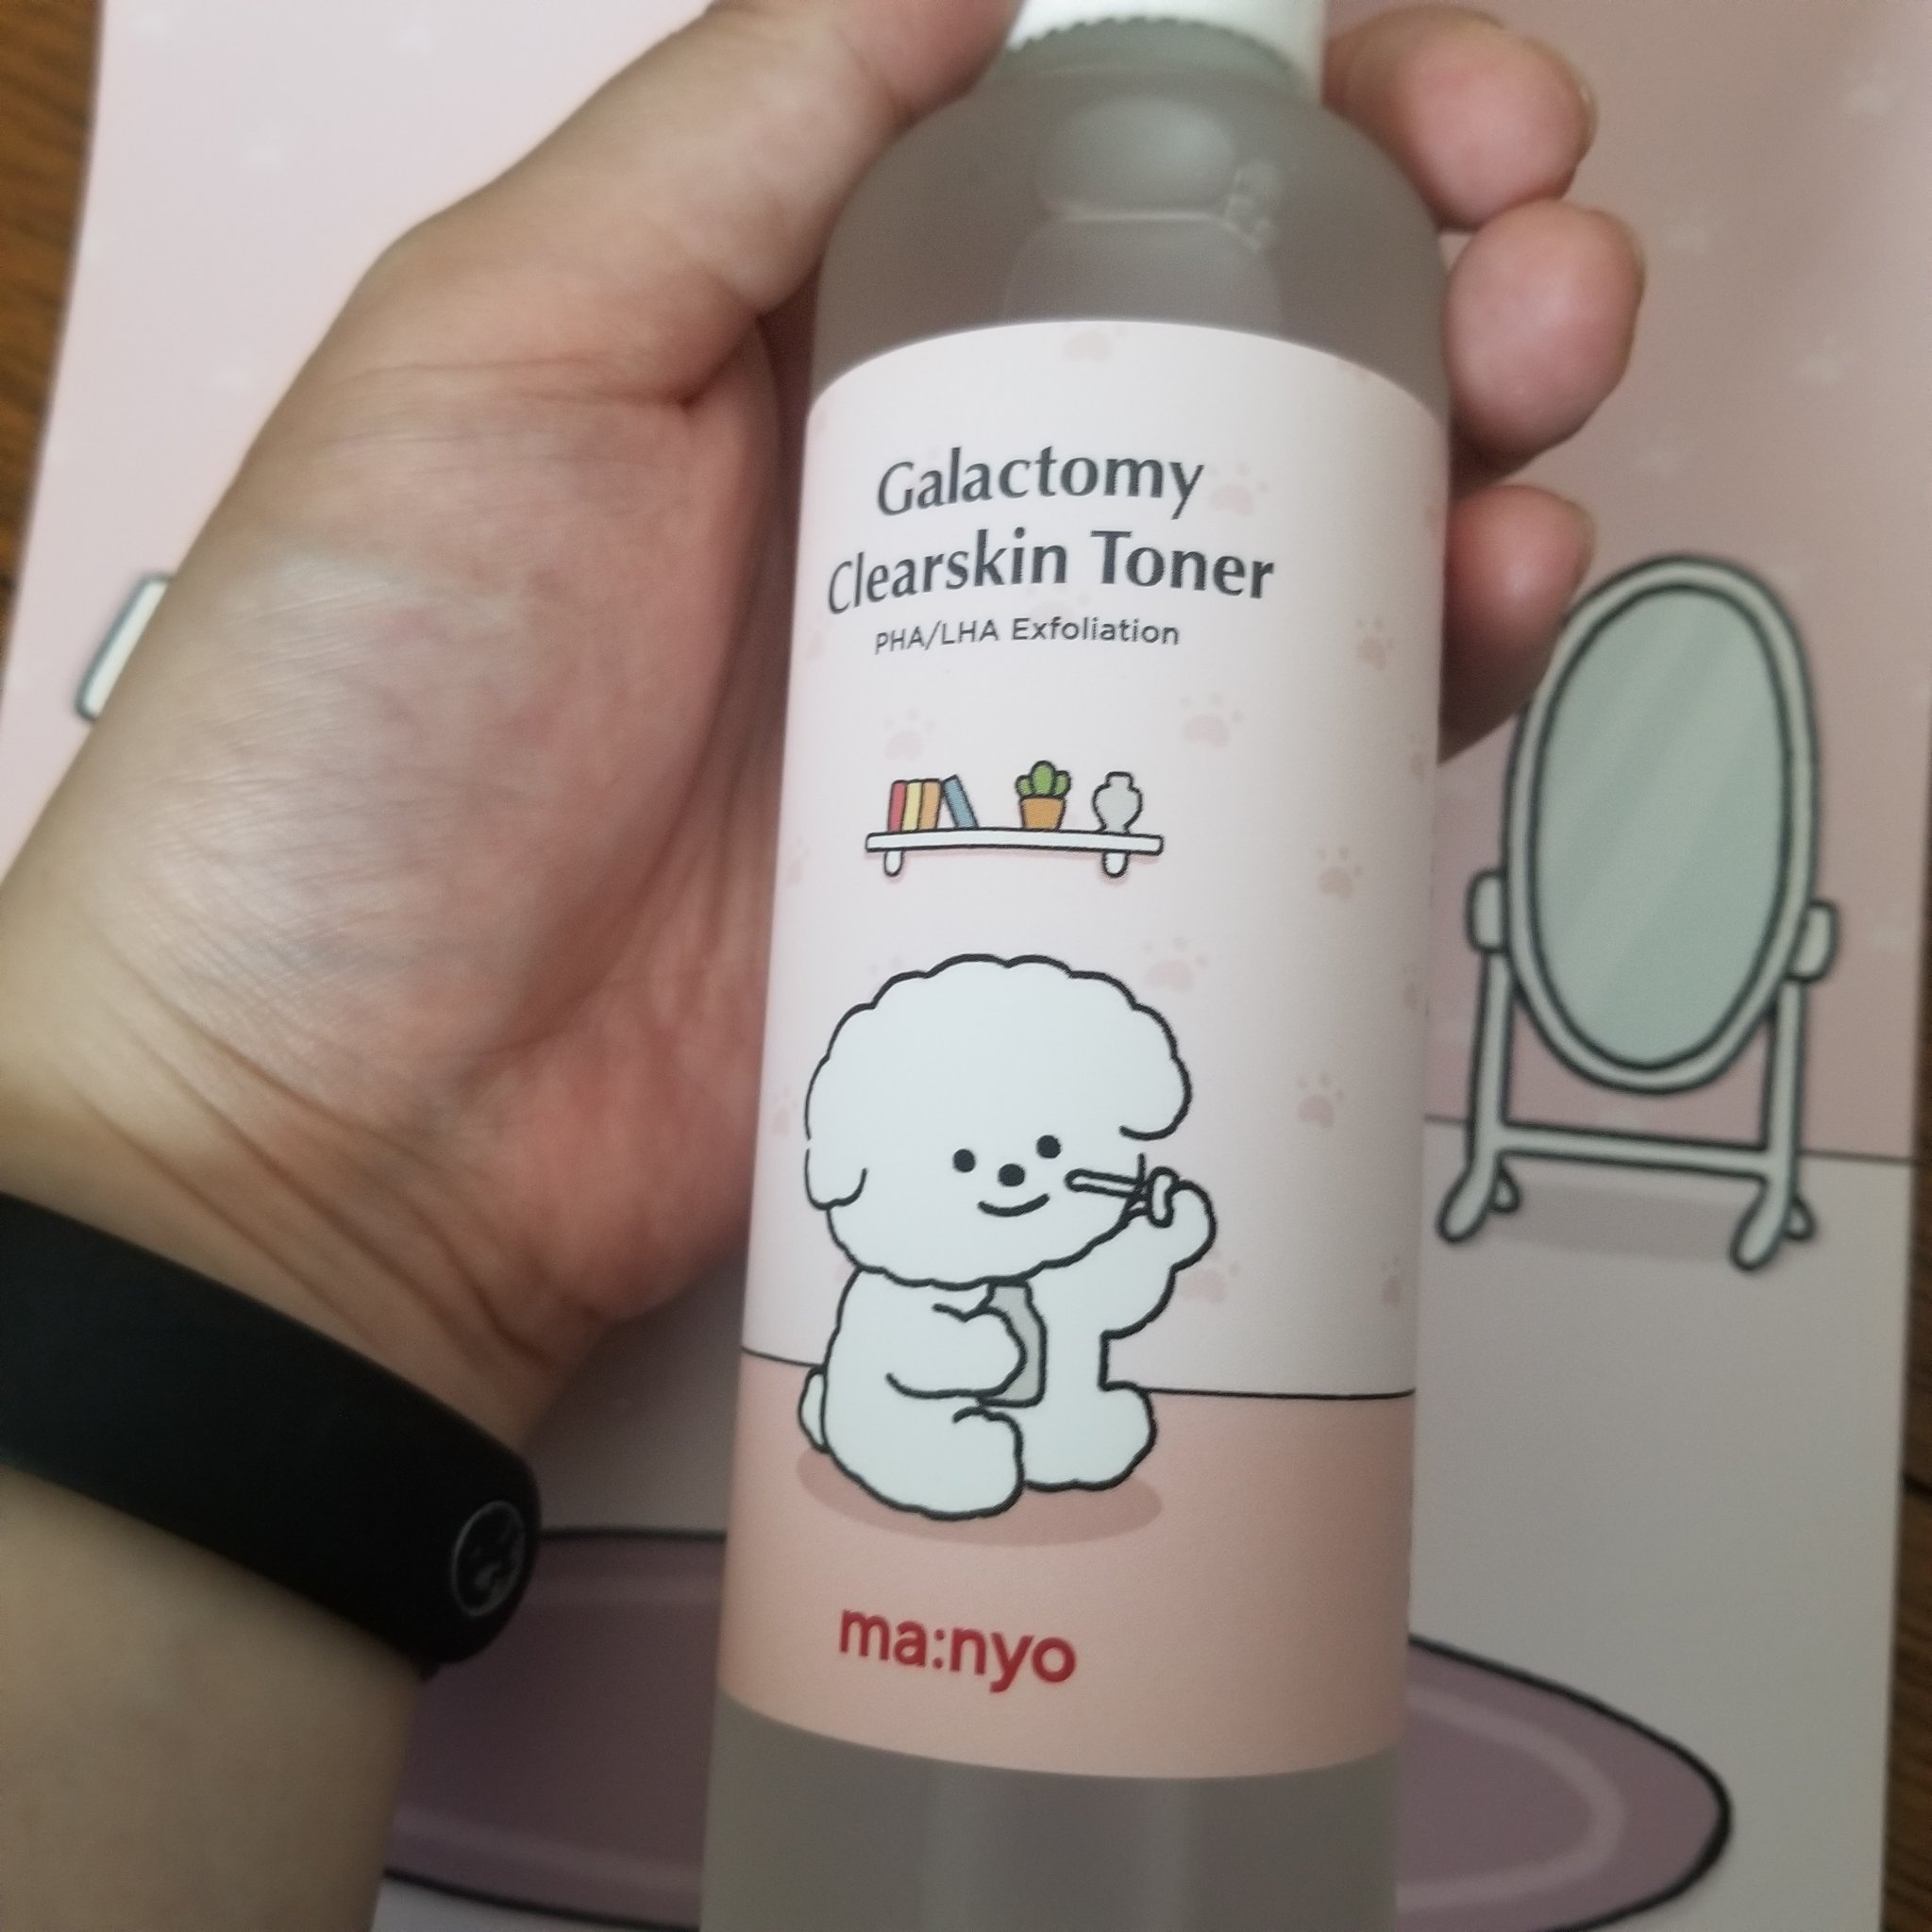 Galactomy
Clearskin Toner
PHA/LHA Exfoliation
ma:nyo